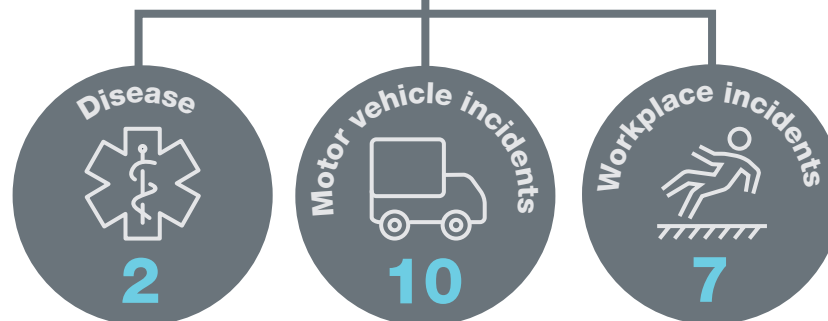 Disease
2
Motor vehicle incidents
10
Workplace incidents
7